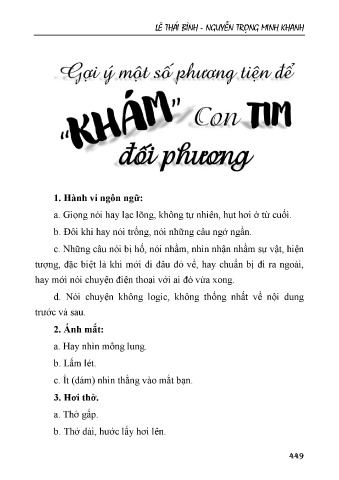 LÊ THÁI BÌNH - NGUYỄN TRỌNG MINH KHANH
Gợi ý một số phương tiện để
“KHÁM” Con TIM
đối phương
1. Hành vi ngôn ngữ:
a. Giọng nói hay lạc lõng, không tự nhiên, hụt hơi ở từ cuối.
b. Đôi khi hay nói trổng, nói những câu ngớ ngẩn.
c. Những câu nói bị hố, nói nhầm, nhìn nhận nhầm sự vật, hiện
tượng, đặc biệt là khi mới đi đâu đó về, hay chuẩn bị đi ra ngoài,
hay mới nói chuyện điện thoại với ai đó vừa xong.
d. Nói chuyện không logic, không thống nhất về nội dung
trước và sau.
2. Ánh mắt:
a. Hay nhìn mông lung.
b. Lấm lét.
c. Ít (dám) nhìn thẳng vào mắt bạn.
3. Hơi thở.
a. Thở gấp.
b. Thở dài, hước lấy hơi lên.
449